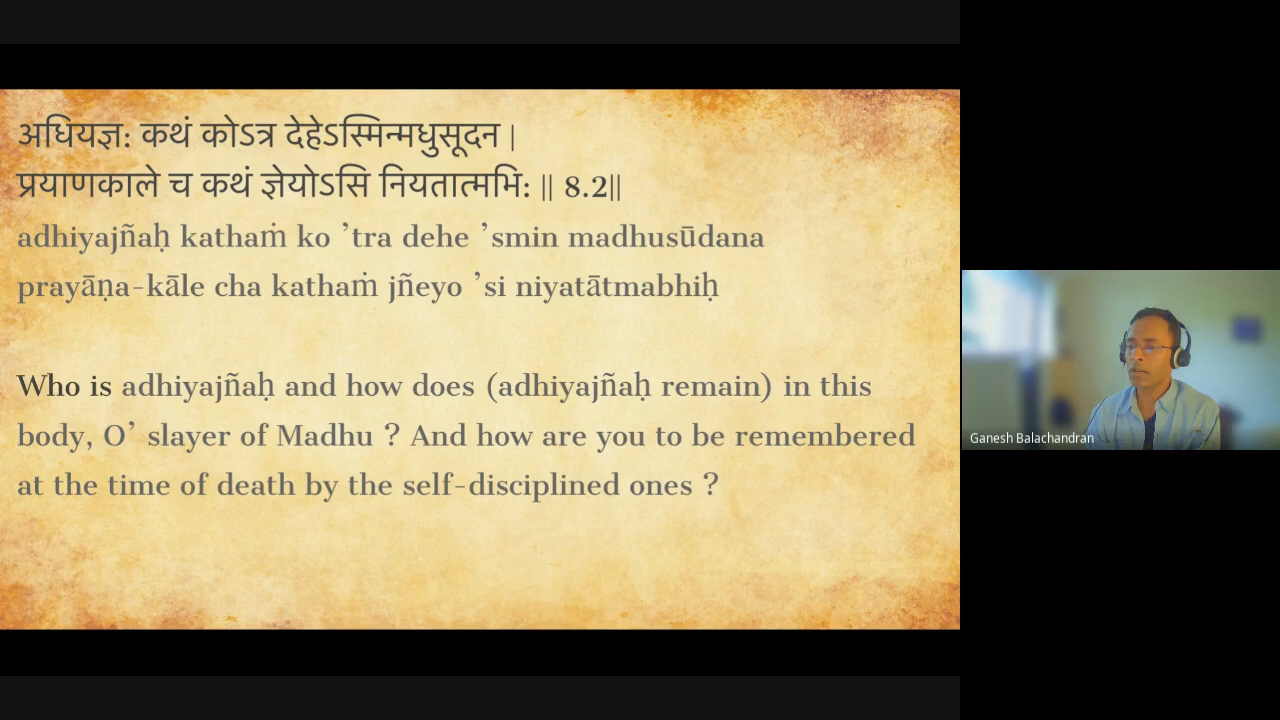 अधियज्ञ: कथं कोऽत्र देहेऽस्मिन्मधुसूदन |
प्रयाणकाले च कथं ज्ञेयोऽसि नियतात्मभि: || 8.2||
adhiyajñaḥ kathaṁ ko ’tra dehe ’smin madhusūdana
prayāṇa-kāle cha kathaṁ jñeyo ’si niyatātmabhiḥ
Who is adhiyajñaḥ and how does (adhiyajñaḥ remain) in this
body, O’ slayer of Madhu ? And how are you to be remembered
at the time of death by the self-disciplined ones ?
Ganesh Balachandran